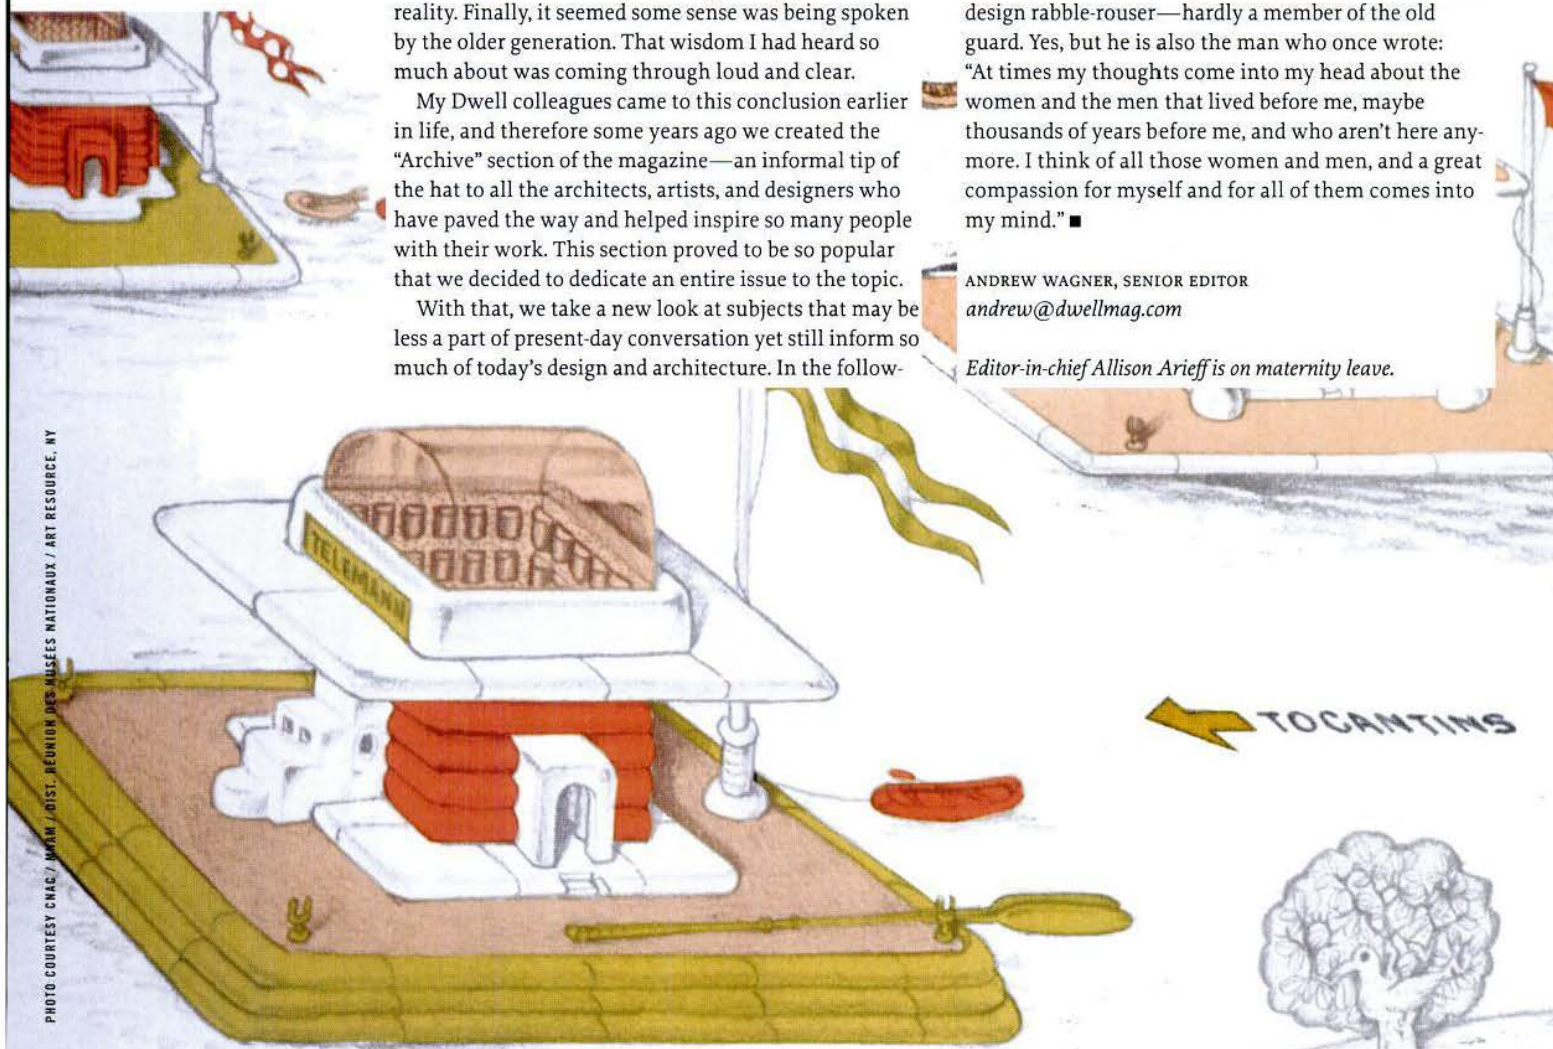 reality. Finally, it seemed some sense was being spoken
by the older generation. That wisdom I had heard so
much about was coming through loud and clear.
My Dwell colleagues came to this conclusion earlier
in life, and therefore some years ago we created the
“Archive” section of the magazine—an informal tip of
the hat to all the architects, artists, and designers who
have paved the way and helped inspire so many people
with their work. This section proved to be so popular
that we decided to dedicate an entire issue to the topic.
With that, we take a new look at subjects that may be
less a part of present-day conversation yet still inform so
much of today's design and architecture. In the follow-
design rabble-rouser—hardly a member of the old
guard. Yes, but he is also the man who once wrote:
“At times my thoughts come into my head about the
women and the men that lived before me, maybe
thousands of years before me, and who aren't here any-
more. I think of all those women and men, and a great
compassion for myself and for all of them comes into
my mind.” ■
ANDREW WAGNER, SENIOR EDITOR
andrew@dwellmag.com
Editor-in-chief Allison Arieff is on maternity leave.
PHOTO COURTESY CNAC / MNAM / DIST. RÉUNION DES MUSÉES NATIONAUX / ART RESOURCE, NY
TELEMANN
TOCANTINS